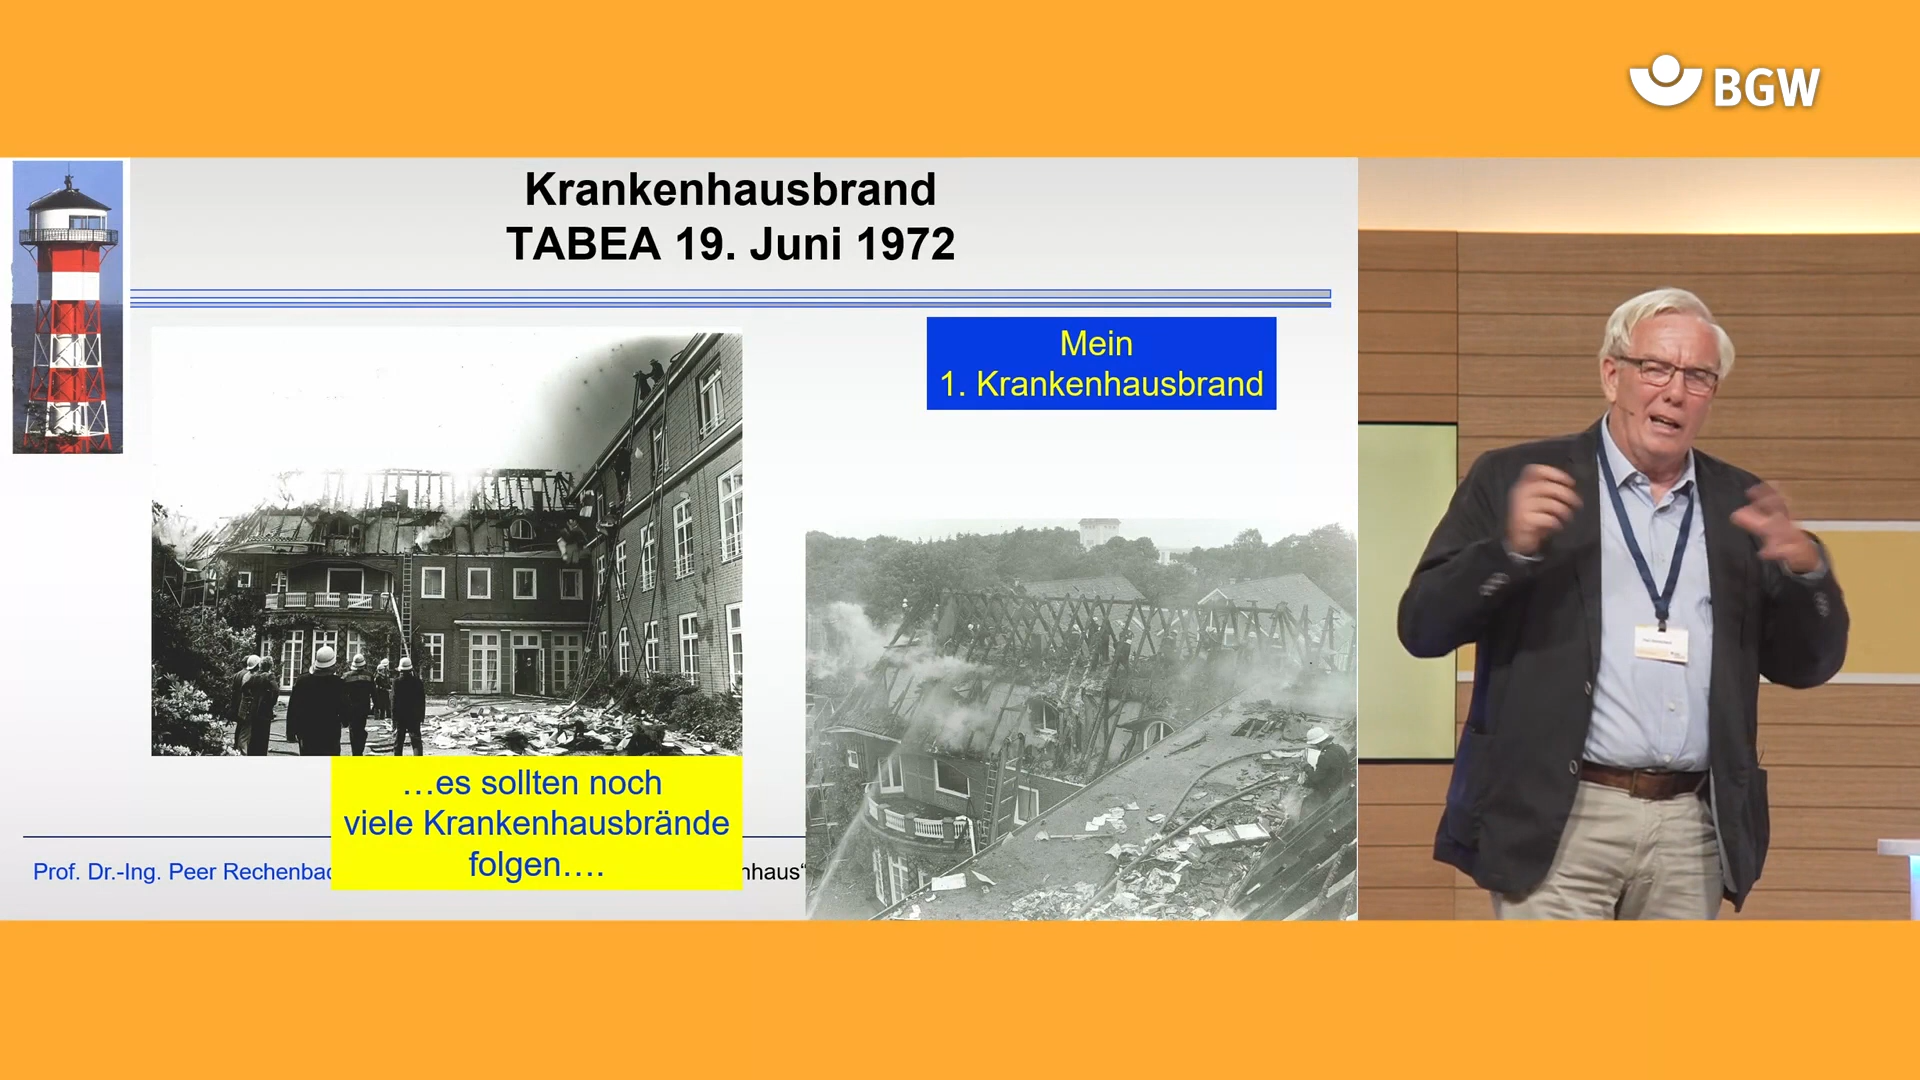 BGW
Krankenhausbrand
TABEA 19. Juni 1972
Mein
1. Krankenhausbrand
…es sollten noch
viele Krankenhausbrände
folgen….
Prof. Dr.-Ing. Peer Rechenbac
nhaus“